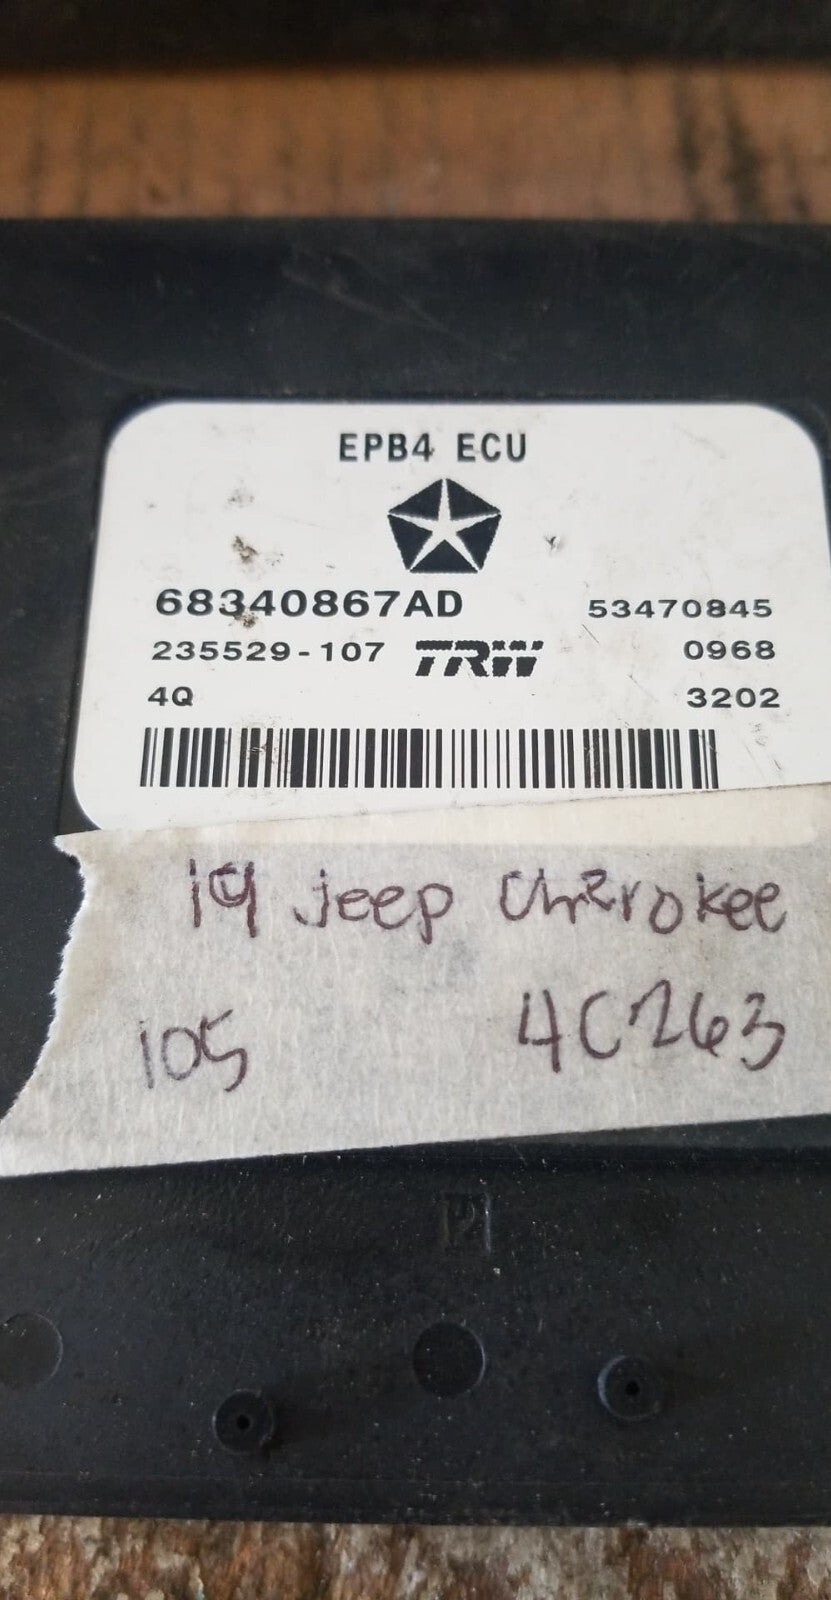 EPB4 ECU
68340867AD 53470845
235529-107 TRW 0968
4Q 3202
19 jeep Cherokee
105 4C263